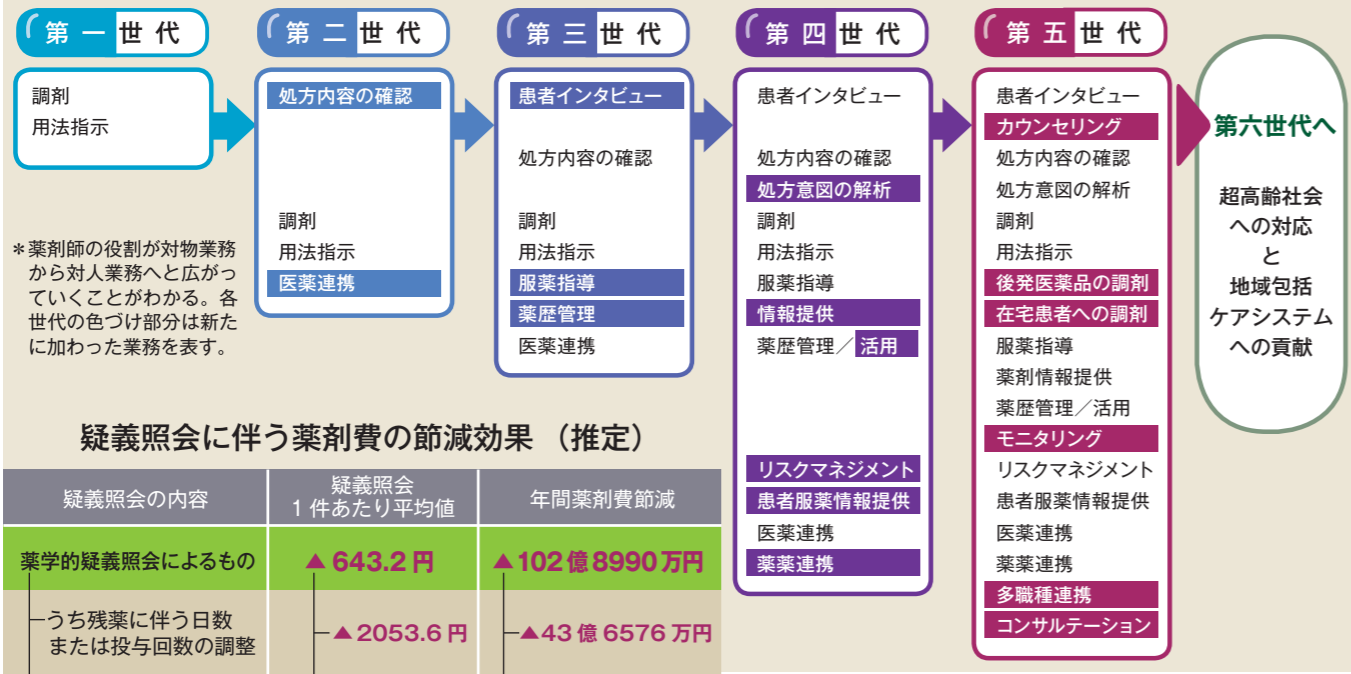 第一世代
調剤
用法指示
＊薬剤師の役割が対物業務
から対人業務へと広がっ
ていくことがわかる。各
世代の色づけ部分は新た
に加わった業務を表す。
第二世代
処方内容の確認
調剤
用法指示
医薬連携
第三世代
患者インタビュー
処方内容の確認
調剤
用法指示
服薬指導
薬歴管理
医薬連携
第四世代
患者インタビュー
処方内容の確認
処方意図の解析
調剤
用法指示
服薬指導
情報提供
薬歴管理／活用
リスクマネジメント
患者服薬情報提供
医薬連携
薬薬連携
第五世代
患者インタビュー
カウンセリング
処方内容の確認
処方意図の解析
調剤
用法指示
後発医薬品の調剤
在宅患者への調剤
服薬指導
薬剤情報提供
薬歴管理／活用
モニタリング
リスクマネジメント
患者服薬情報提供
医薬連携
薬薬連携
多職種連携
コンサルテーション
第六世代へ
超高齢社会
への対応
と
地域包括
ケアシステム
への貢献
疑義照会に伴う薬剤費の節減効果（推定）
疑義照会の内容
疑義照会
1件あたり平均値
年間薬剤費節減
薬学的疑義照会によるもの
▲643.2円
▲102億8990万円
うち残薬に伴う日数
または投与回数の調整
▲2053.6円
▲43億6576万円